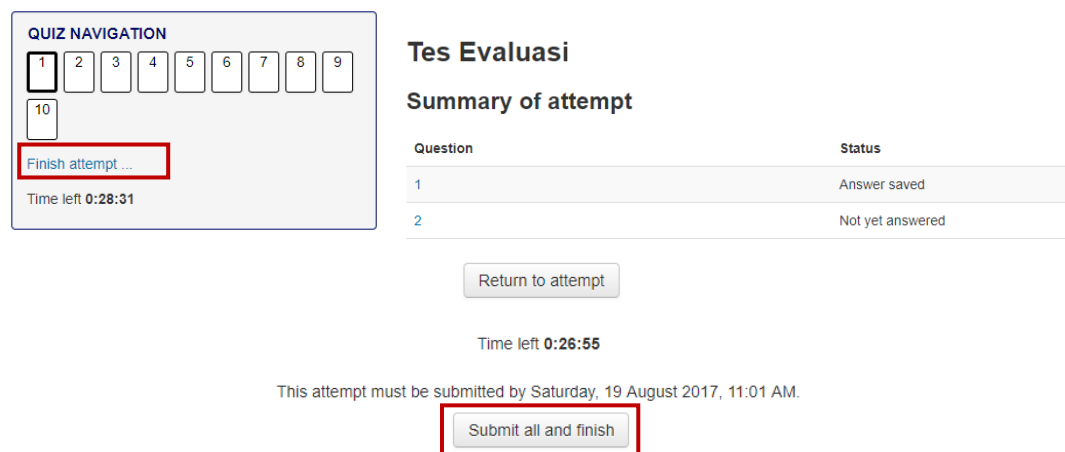 QUIZ NAVIGATION
1 2 3 4 5 6 7 8 9
10
Finish attempt ...
Time left 0:28:31
Tes Evaluasi
Summary of attempt
Question Status
1 Answer saved
2 Not yet answered
Return to attempt
Time left 0:26:55
This attempt must be submitted by Saturday, 19 August 2017, 11:01 AM.
Submit all and finish